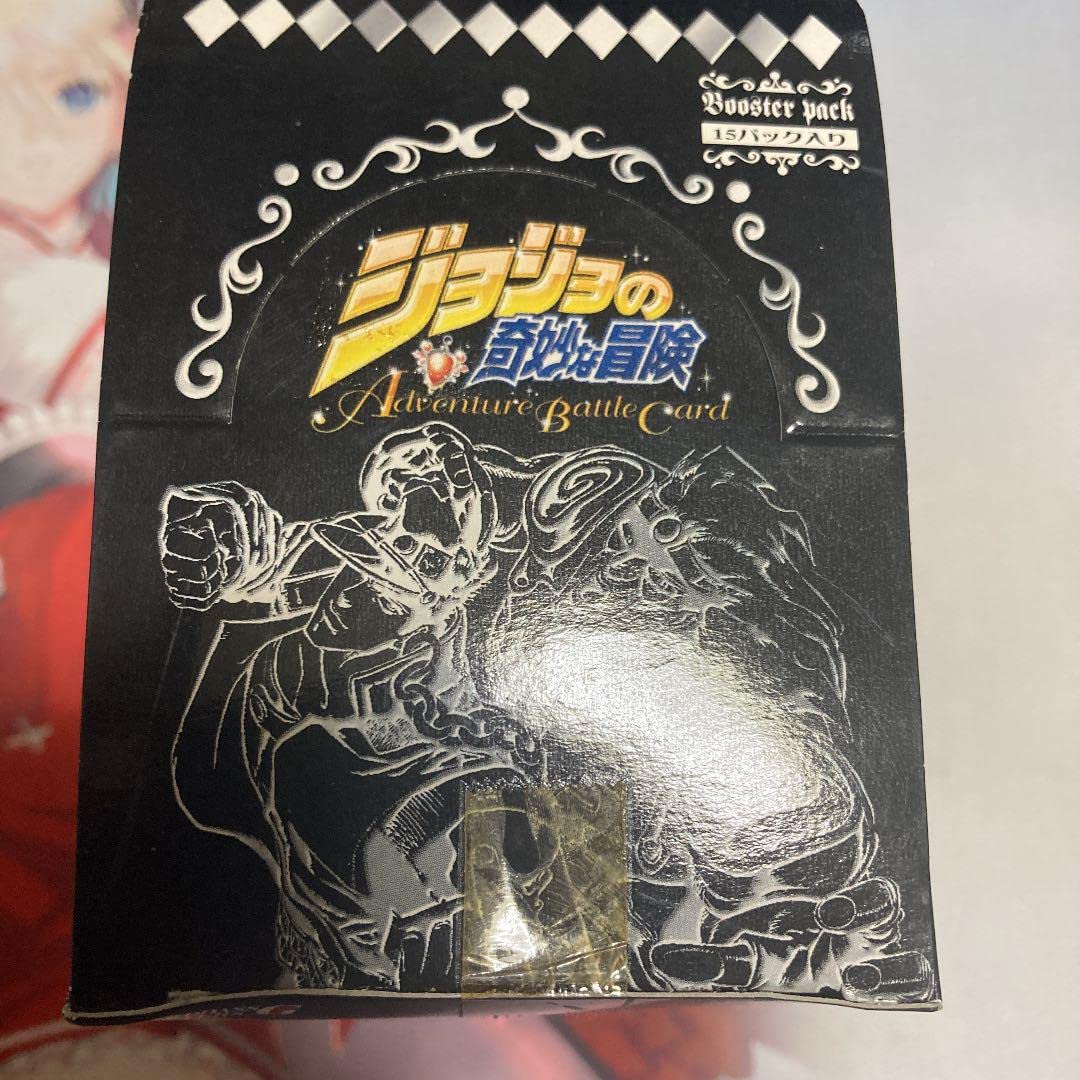 Booster pack
15パック入り
ジョジョの
奇妙な冒険
Adventure Battle Card